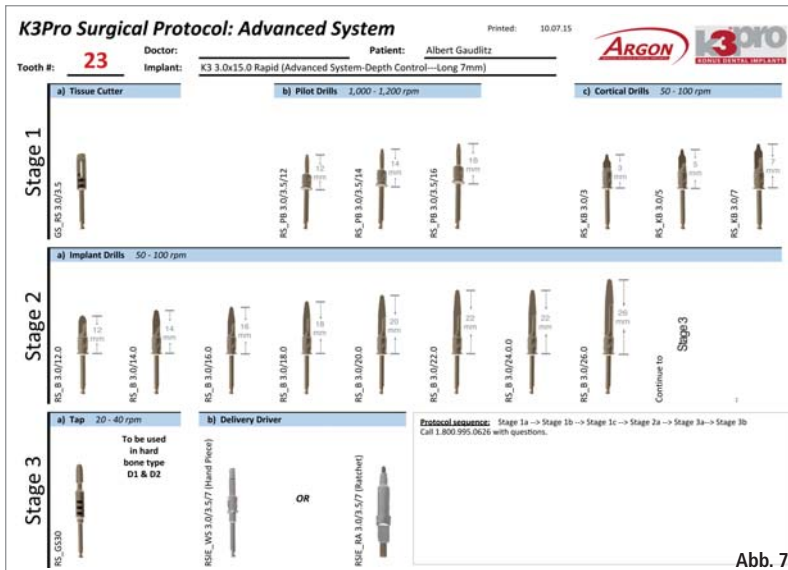 K3Pro Surgical Protocol: Advanced System
Printed: 10.07.15
ARGON
k3pro
KONUS DENTAL IMPLANTS
Tooth #: 23
Doctor:
Patient: Albert Gaudlitz
Implant: K3 3.0x15.0 Rapid (Advanced System-Depth Control---Long 7mm)
Stage 1
a) Tissue Cutter
b) Pilot Drills 1,000 - 1,200 rpm
c) Cortical Drills 50 - 100 rpm
GS_RS 3.0/3.5
RS_PB 3.0/3.5/12
12 mm
RS_PB 3.0/3.5/14
14 mm
RS_PB 3.0/3.5/16
16 mm
RS_KB 3.0/3
3 mm
RS_KB 3.0/5
5 mm
RS_KB 3.0/7
7 mm
Stage 2
a) Implant Drills 50 - 100 rpm
RS_B 3.0/12.0
12 mm
RS_B 3.0/14.0
14 mm
RS_B 3.0/16.0
16 mm
RS_B 3.0/18.0
18 mm
RS_B 3.0/20.0
20 mm
RS_B 3.0/22.0
22 mm
RS_B 3.0/24.0.0
22 mm
RS_B 3.0/26.0
26 mm
Continue to
Stage 3
Stage 3
a) Tap 20 - 40 rpm
To be used
in hard
bone type
D1 & D2
RS_GS30
b) Delivery Driver
RSIE_WS 3.0/3.5/7 (Hand Piece)
OR
RSIE_RA 3.0/3.5/7 (Ratchet)
Protocol sequence: Stage 1a --> Stage 1b --> Stage 1c --> Stage 2a --> Stage 3a--> Stage 3b
Call 1.800.995.0626 with questions.
Abb. 7